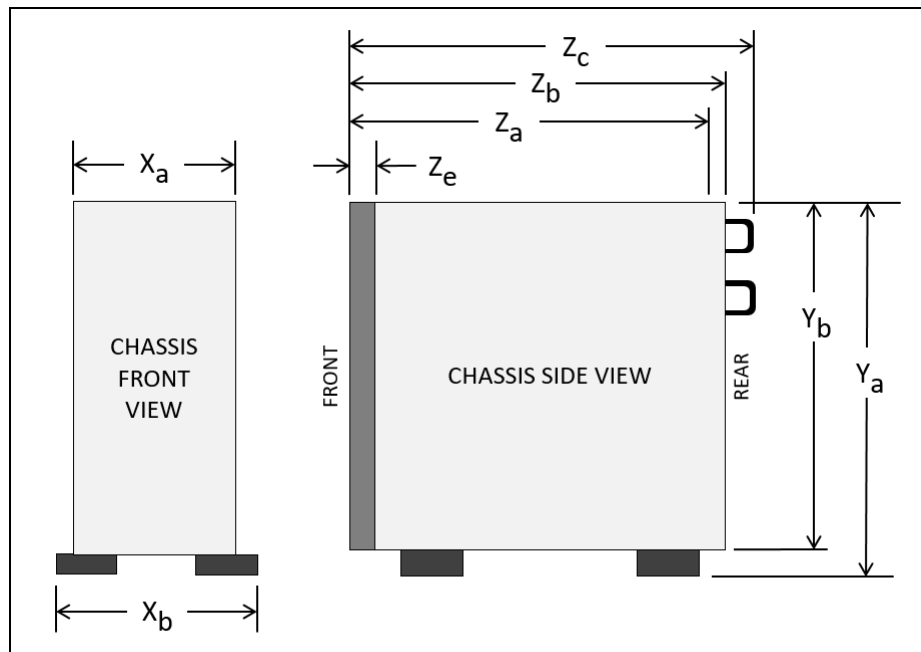 Zc
Zb
Za
Xa
Ze
CHASSIS
FRONT
VIEW
FRONT
CHASSIS SIDE VIEW
REAR
Yb
Ya
Xb